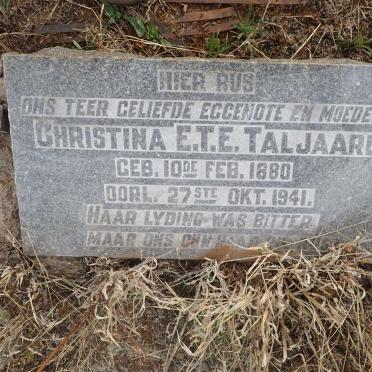 HIER RUS
ONS TEER GELIEFDE EGGENOTE EN MOEDE
CHRISTINA E.T.E. TALJAARD
GEB. 10DE FEB. 1880
OORL. 27STE OKT. 1941.
HAAR LYDING WAS BITTER
MAAR ONS